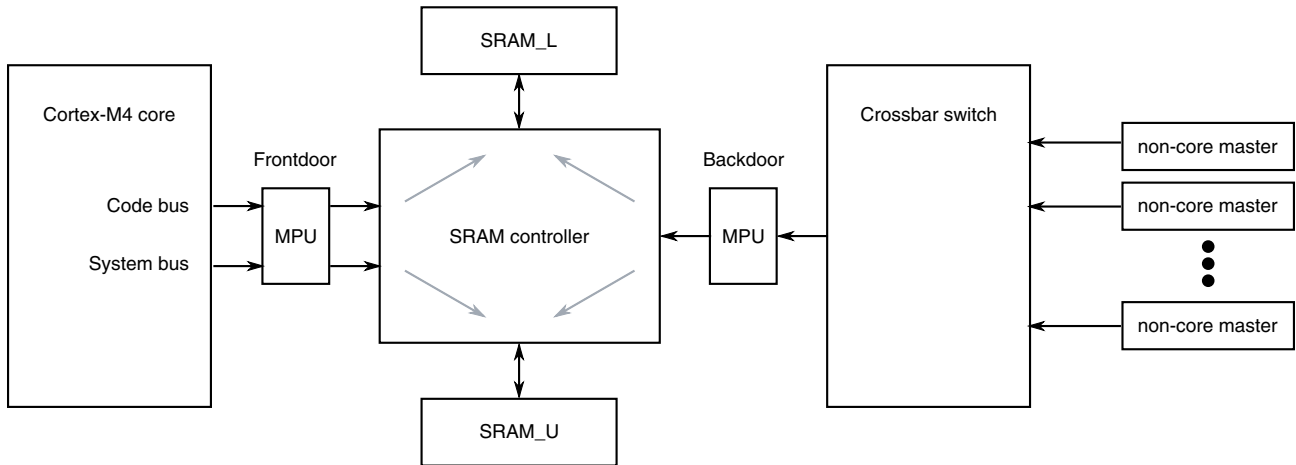 SRAM_L
Cortex-M4 core
Crossbar switch
non-core master
Frontdoor
Backdoor
Code bus
MPU
SRAM controller
MPU
non-core master
System bus
non-core master
SRAM_U